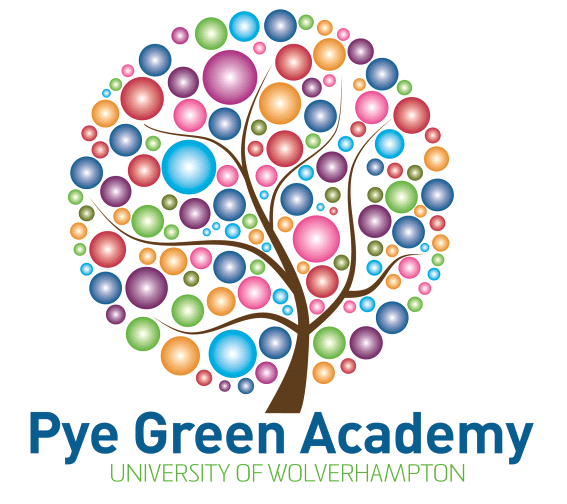 Pye Green Academy
UNIVERSITY OF WOLVERHAMPTON